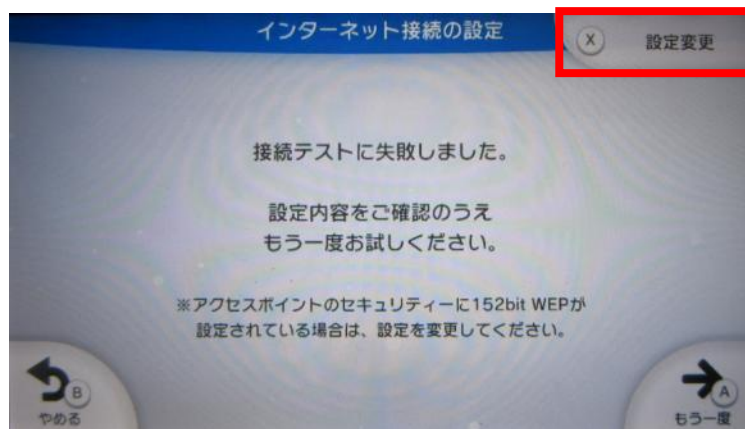 インターネット接続の設定
X 設定変更
接続テストに失敗しました。
設定内容をご確認のうえ
もう一度お試しください。
※アクセスポイントのセキュリティーに152bit WEPが
設定されている場合は、設定を変更してください。
B
やめる
A
もう一度